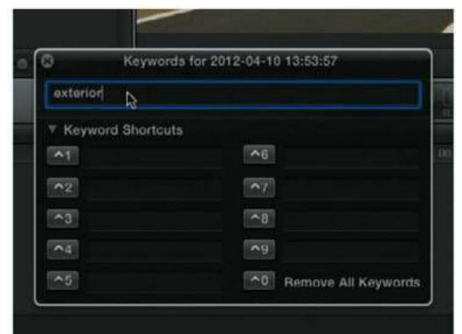 Keywords for 2012-04-10 13:53:57
exterior
▼ Keyword Shortcuts
^1
^6
^2
^7
^3
^8
^4
^9
^5
^0 Remove All Keywords